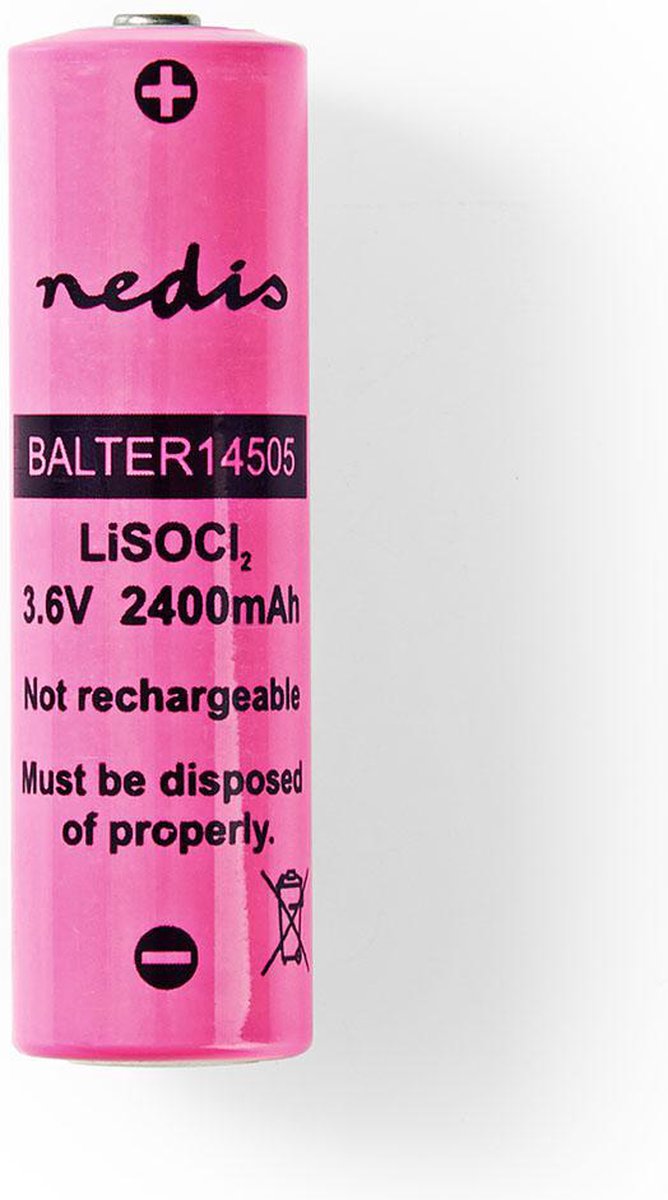 +
nedis
BALTER14505
LiSOCl₂
3.6V 2400mAh
Not rechargeable
Must be disposed
of properly.
−